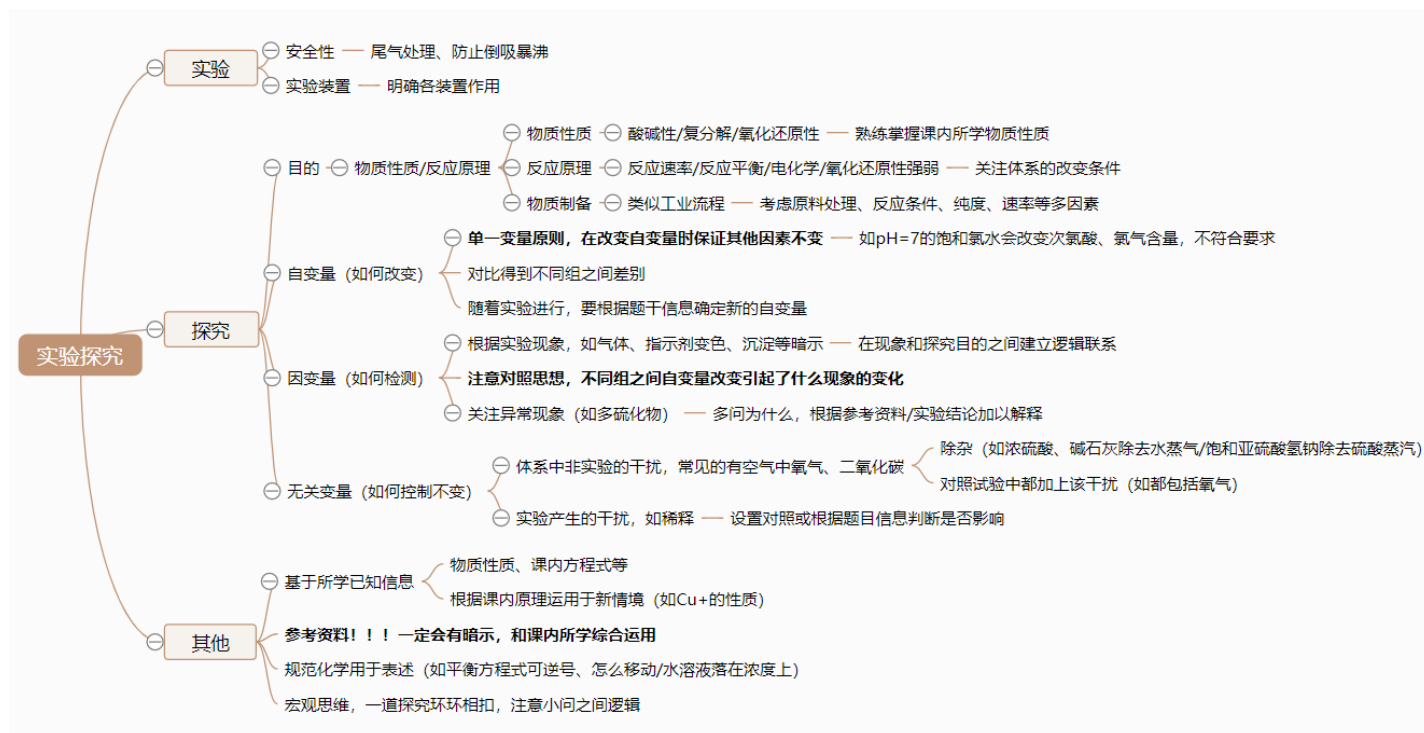 实验探究
实验
安全性
尾气处理、防止倒吸暴沸
实验装置
明确各装置作用
探究
目的
物质性质/反应原理
物质性质
酸碱性/复分解/氧化还原性
熟练掌握课内所学物质性质
反应原理
反应速率/反应平衡/电化学/氧化还原性强弱
关注体系的改变条件
物质制备
类似工业流程
考虑原料处理、反应条件、纯度、速率等多因素
自变量（如何改变）
单一变量原则，在改变自变量时保证其他因素不变
如pH=7的饱和氯水会改变次氯酸、氯气含量，不符合要求
对比得到不同组之间差别
随着实验进行，要根据题干信息确定新的自变量
因变量（如何检测）
根据实验现象，如气体、指示剂变色、沉淀等暗示
在现象和探究目的之间建立逻辑联系
注意对照思想，不同组之间自变量改变引起了什么现象的变化
关注异常现象（如多硫化物）
多问为什么，根据参考资料/实验结论加以解释
无关变量（如何控制不变）
体系中非实验的干扰，常见的有空气中氧气、二氧化碳
除杂（如浓硫酸、碱石灰除去水蒸气/饱和亚硫酸氢钠除去硫酸蒸汽）
对照试验中都加上该干扰（如都包括氧气）
实验产生的干扰，如稀释
设置对照或根据题目信息判断是否影响
其他
基于所学已知信息
物质性质、课内方程式等
根据课内原理运用于新情境（如Cu+的性质）
参考资料！！！一定会有暗示，和课内所学综合运用
规范化学用于表述（如平衡方程式可逆号、怎么移动/水溶液落在浓度上）
宏观思维，一道探究环环相扣，注意小问之间逻辑